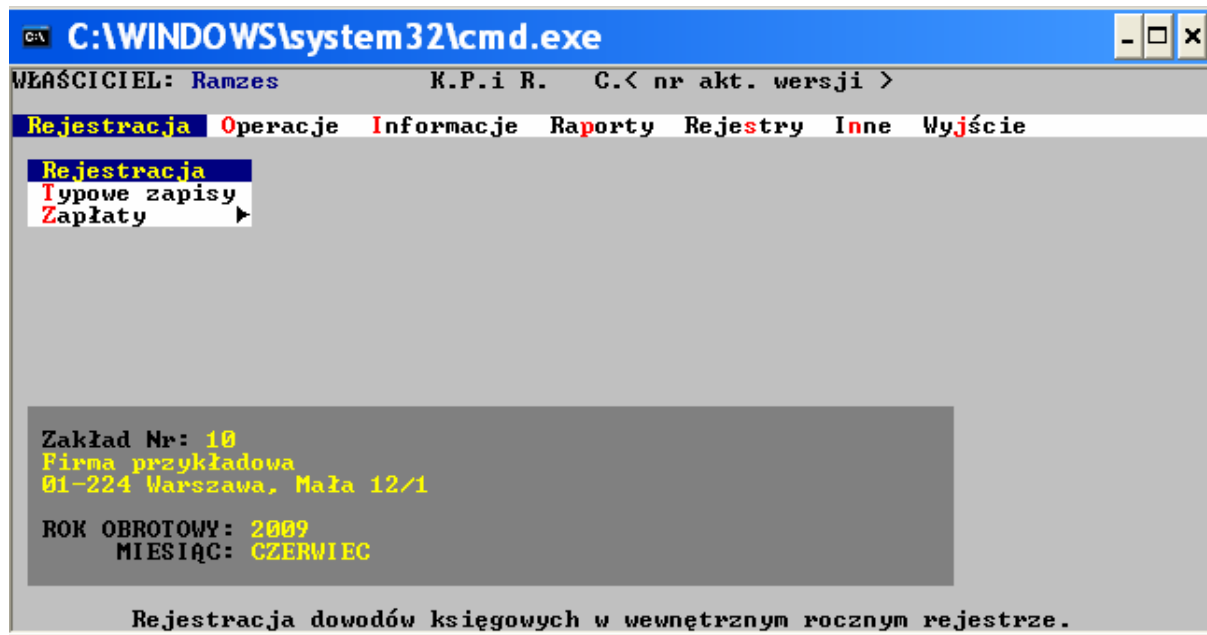 C:\WINDOWS\system32\cmd.exe
WŁAŚCICIEL: Ramzes K.P.i R. C.< nr akt. wersji >
Rejestracja Operacje Informacje Raporty Rejestry Inne Wyjście
Rejestracja
Typowe zapisy
Zapłaty
Zakład Nr: 10
Firma przykładowa
01-224 Warszawa, Mała 12/1
ROK OBROTOWY: 2009
MIESIĄC: CZERWIEC
Rejestracja dowodów księgowych w wewnętrznym rocznym rejestrze.